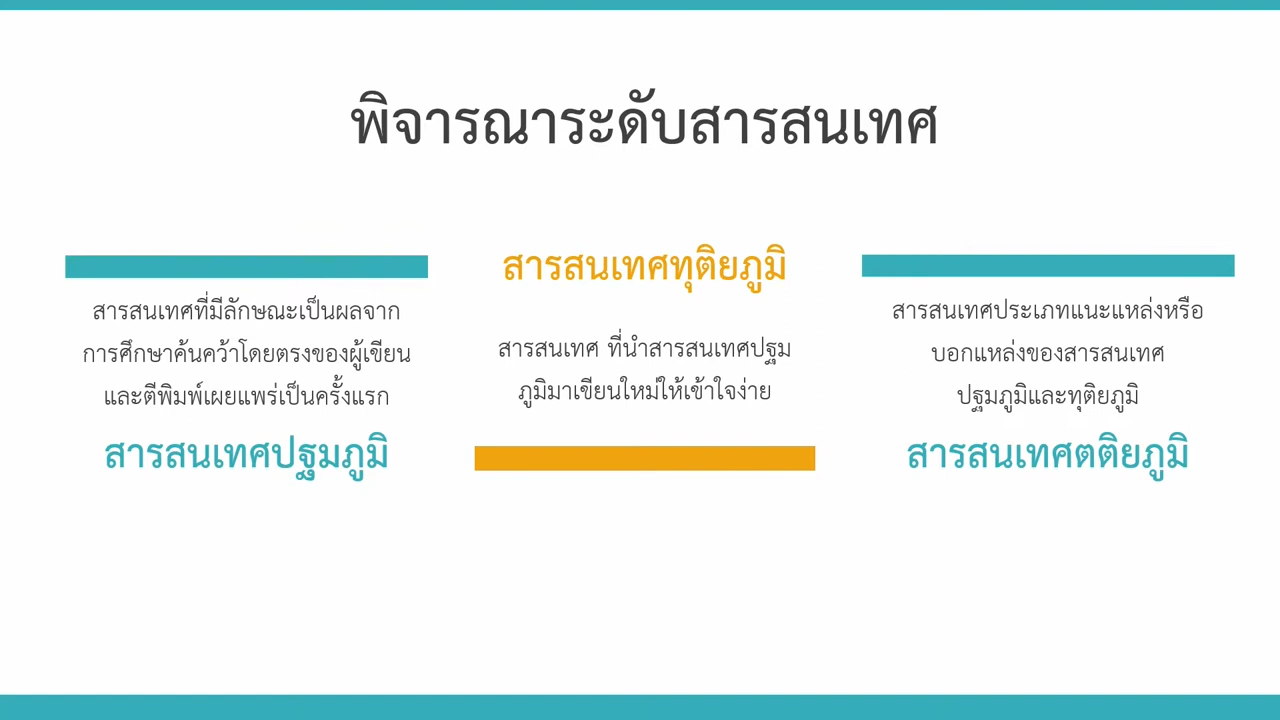 พิจารณาระดับสารสนเทศ
สารสนเทศที่มีลักษณะเป็นผลจาก
การศึกษาค้นคว้าโดยตรงของผู้เขียน
และตีพิมพ์เผยแพร่เป็นครั้งแรก
สารสนเทศปฐมภูมิ
สารสนเทศทุติยภูมิ
สารสนเทศ ที่นำสารสนเทศปฐม
ภูมิมาเขียนใหม่ให้เข้าใจง่าย
สารสนเทศประเภทแนะแหล่งหรือ
บอกแหล่งของสารสนเทศ
ปฐมภูมิและทุติยภูมิ
สารสนเทศตติยภูมิ